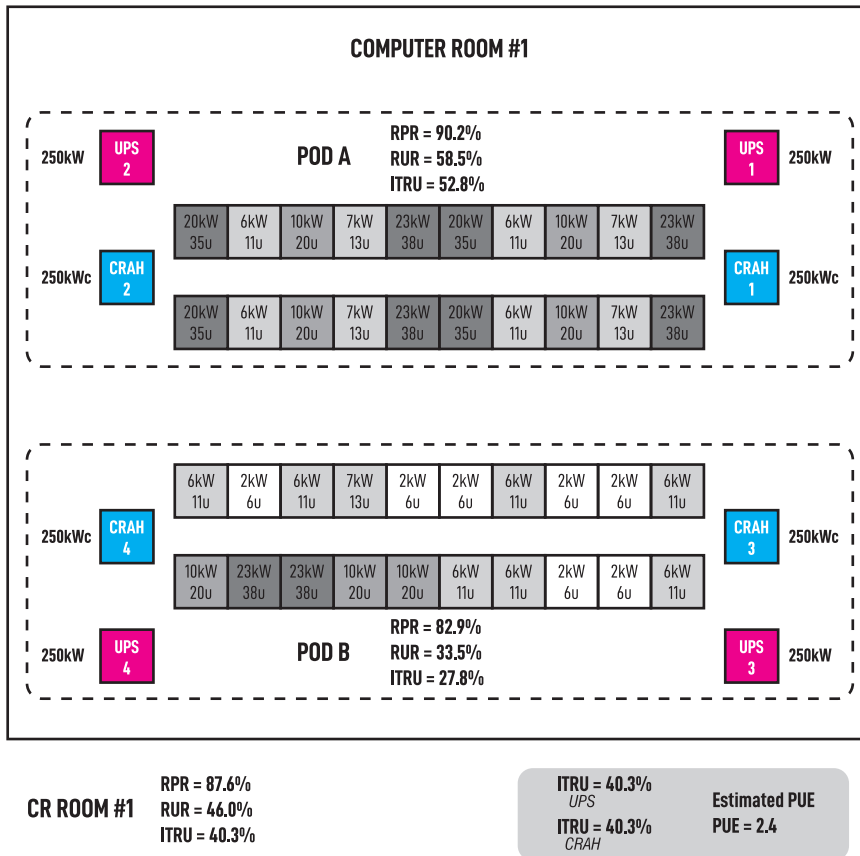 COMPUTER ROOM #1
UPS
2
250kW
POD A
RPR = 90.2%
RUR = 58.5%
ITRU = 52.8%
UPS
1
250kW
20kW 6kW 10kW 7kW 23kW 20kW 6kW 10kW 7kW 23kW
35u 11u 20u 13u 38u 35u 11u 20u 13u 38u
250kWc
CRAH
2
CRAH
1
250kWc
20kW 6kW 10kW 7kW 23kW 20kW 6kW 10kW 7kW 23kW
35u 11u 20u 13u 38u 35u 11u 20u 13u 38u
6kW 2kW 6kW 7kW 2kW 2kW 6kW 2kW 2kW 6kW
11u 6u 11u 13u 6u 6u 11u 6u 6u 11u
250kWc
CRAH
4
CRAH
3
250kWc
10kW 23kW 23kW 10kW 10kW 6kW 6kW 2kW 2kW 6kW
20u 38u 38u 20u 20u 11u 11u 6u 6u 11u
250kW
UPS
4
POD B
RPR = 82.9%
RUR = 33.5%
ITRU = 27.8%
UPS
3
250kW
CR ROOM #1
RPR = 87.6%
RUR = 46.0%
ITRU = 40.3%
ITRU = 40.3%
UPS
ITRU = 40.3%
CRAH
Estimated PUE
PUE = 2.4